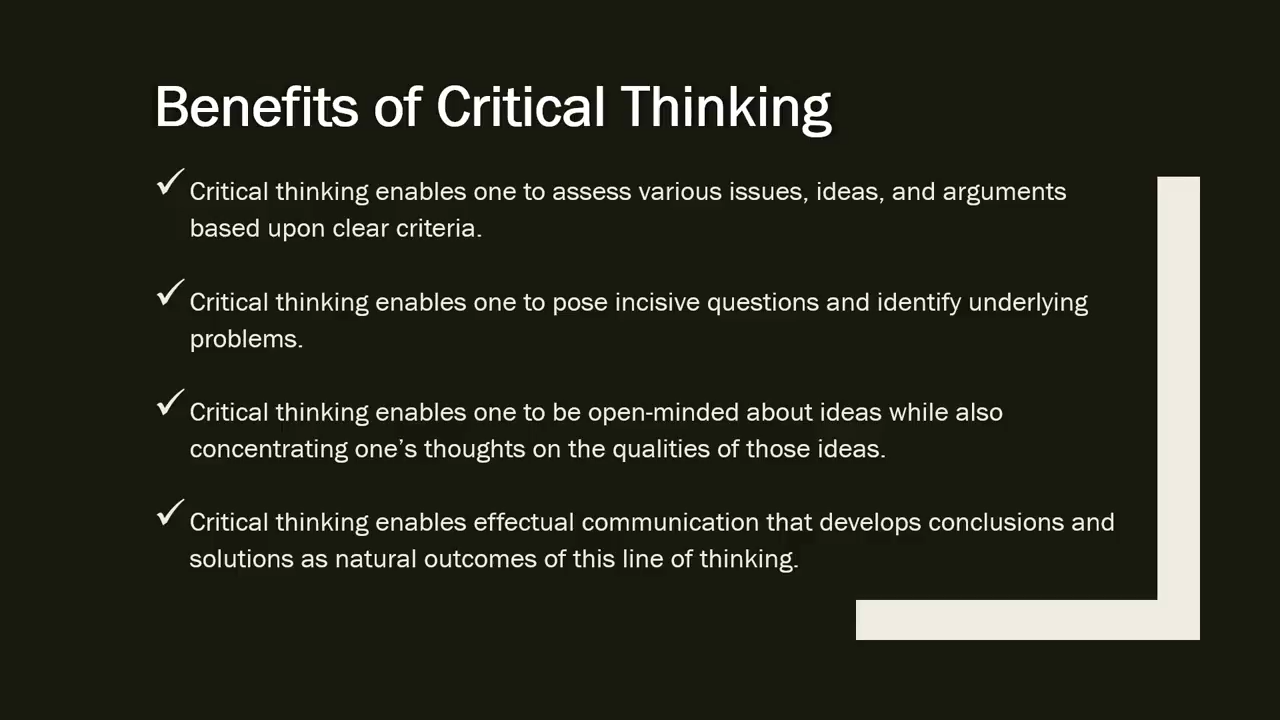 Benefits of Critical Thinking
✓ Critical thinking enables one to assess various issues, ideas, and arguments
based upon clear criteria.
✓ Critical thinking enables one to pose incisive questions and identify underlying
problems.
✓ Critical thinking enables one to be open-minded about ideas while also
concentrating one’s thoughts on the qualities of those ideas.
✓ Critical thinking enables effectual communication that develops conclusions and
solutions as natural outcomes of this line of thinking.